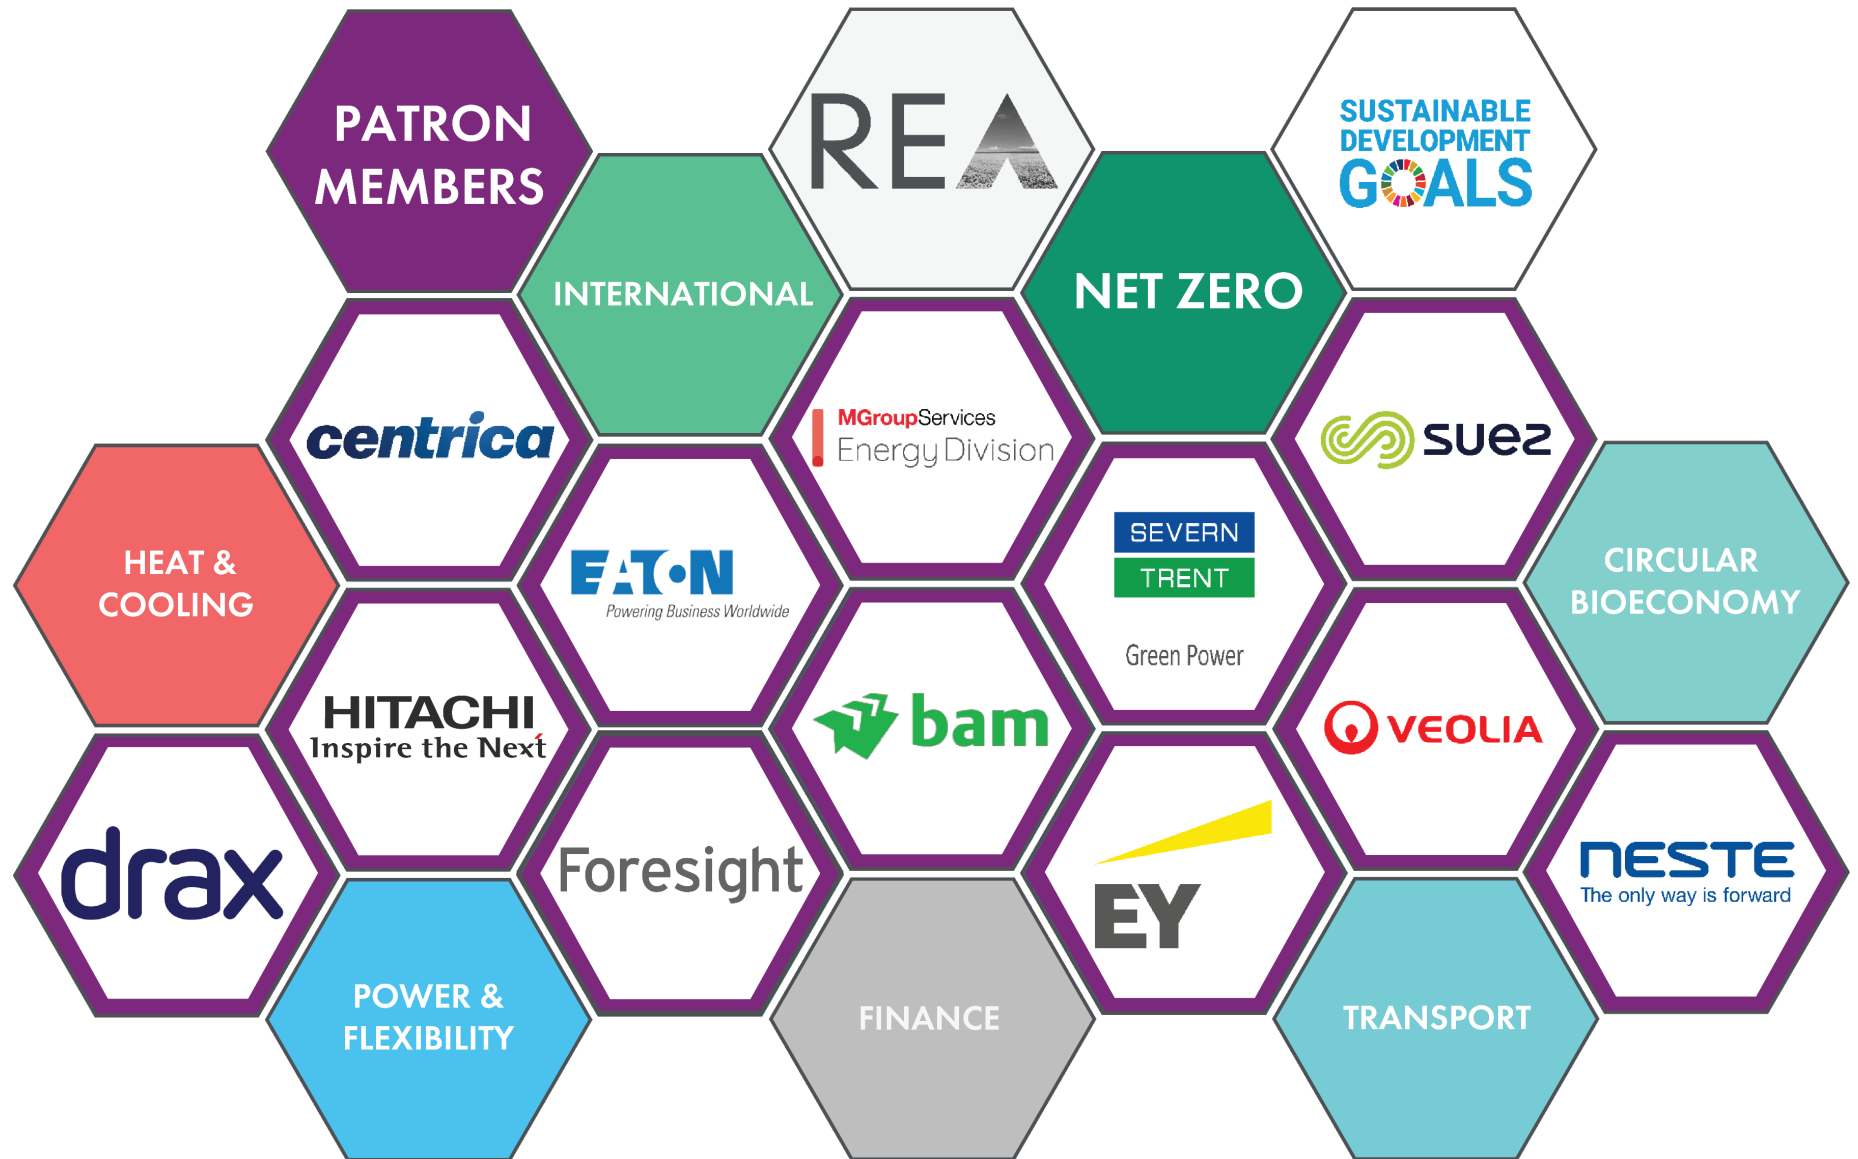 PATRON
MEMBERS
REA
SUSTAINABLE
DEVELOPMENT
GOALS
INTERNATIONAL
NET ZERO
centrica
MGroupServices
Energy Division
suez
HEAT &
COOLING
EATON
Powering Business Worldwide
SEVERN
TRENT
Green Power
CIRCULAR
BIOECONOMY
HITACHI
Inspire the Next
bam
VEOLIA
drax
Foresight
EY
NESTE
The only way is forward
POWER &
FLEXIBILITY
FINANCE
TRANSPORT